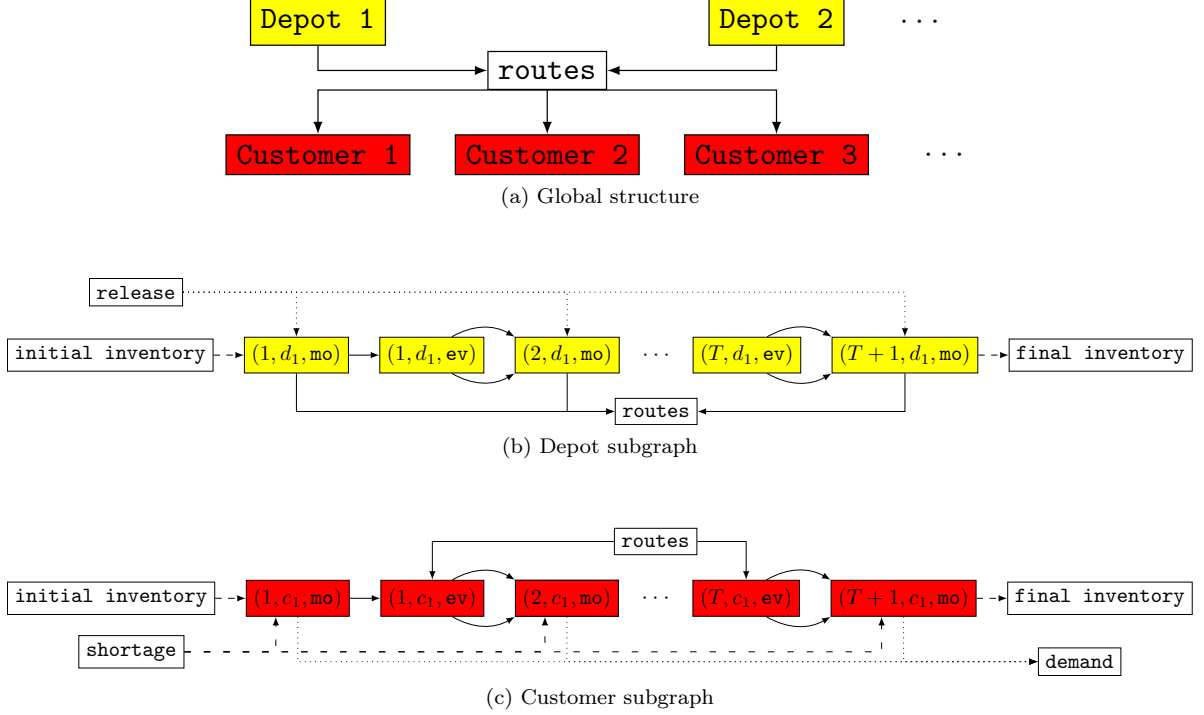 Depot 1 Depot 2 ···
routes
Customer 1 Customer 2 Customer 3 ···
(a) Global structure
release
initial inventory (1, d₁, mo) (1, d₁, ev) (2, d₁, mo) ··· (T, d₁, ev) (T + 1, d₁, mo) final inventory
routes
(b) Depot subgraph
routes
initial inventory (1, c₁, mo) (1, c₁, ev) (2, c₁, mo) ··· (T, c₁, ev) (T + 1, c₁, mo) final inventory
shortage
demand
(c) Customer subgraph